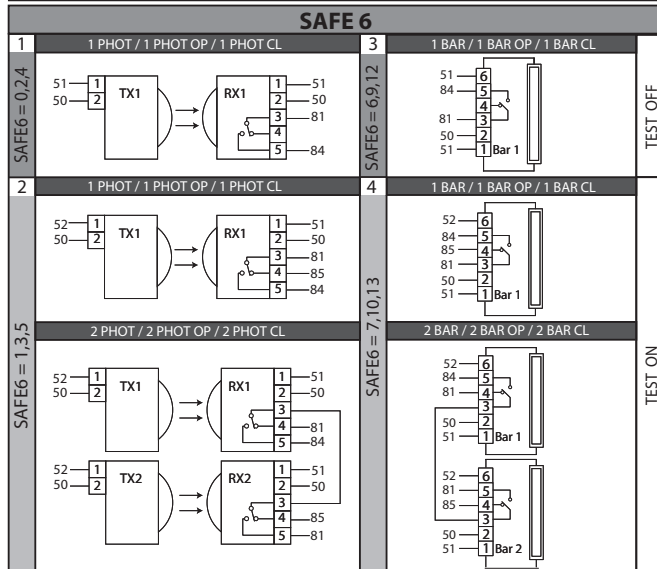 SAFE 6
1
1 PHOT / 1 PHOT OP / 1 PHOT CL
SAFE6 = 0,2,4
51 1
50 2
TX1
RX1
1 51
2 50
3 81
4
5 84
3
1 BAR / 1 BAR OP / 1 BAR CL
SAFE6 = 6,9,12
51 6
84 5
4
81 3
50 2
51 1 Bar 1
TEST OFF
2
1 PHOT / 1 PHOT OP / 1 PHOT CL
SAFE6 = 1,3,5
52 1
50 2
TX1
RX1
1 51
2 50
3 81
4 85
5 84
2 PHOT / 2 PHOT OP / 2 PHOT CL
52 1
50 2
TX1
RX1
1 51
2 50
3
4 81
5 84
52 1
50 2
TX2
RX2
1 51
2 50
3
4 85
5 81
4
1 BAR / 1 BAR OP / 1 BAR CL
SAFE6 = 7,10,13
52 6
84 5
85 4
81 3
50 2
51 1 Bar 1
2 BAR / 2 BAR OP / 2 BAR CL
52 6
84 5
81 4
3
50 2
51 1 Bar 1
52 6
81 5
85 4
3
50 2
51 1 Bar 2
TEST ON